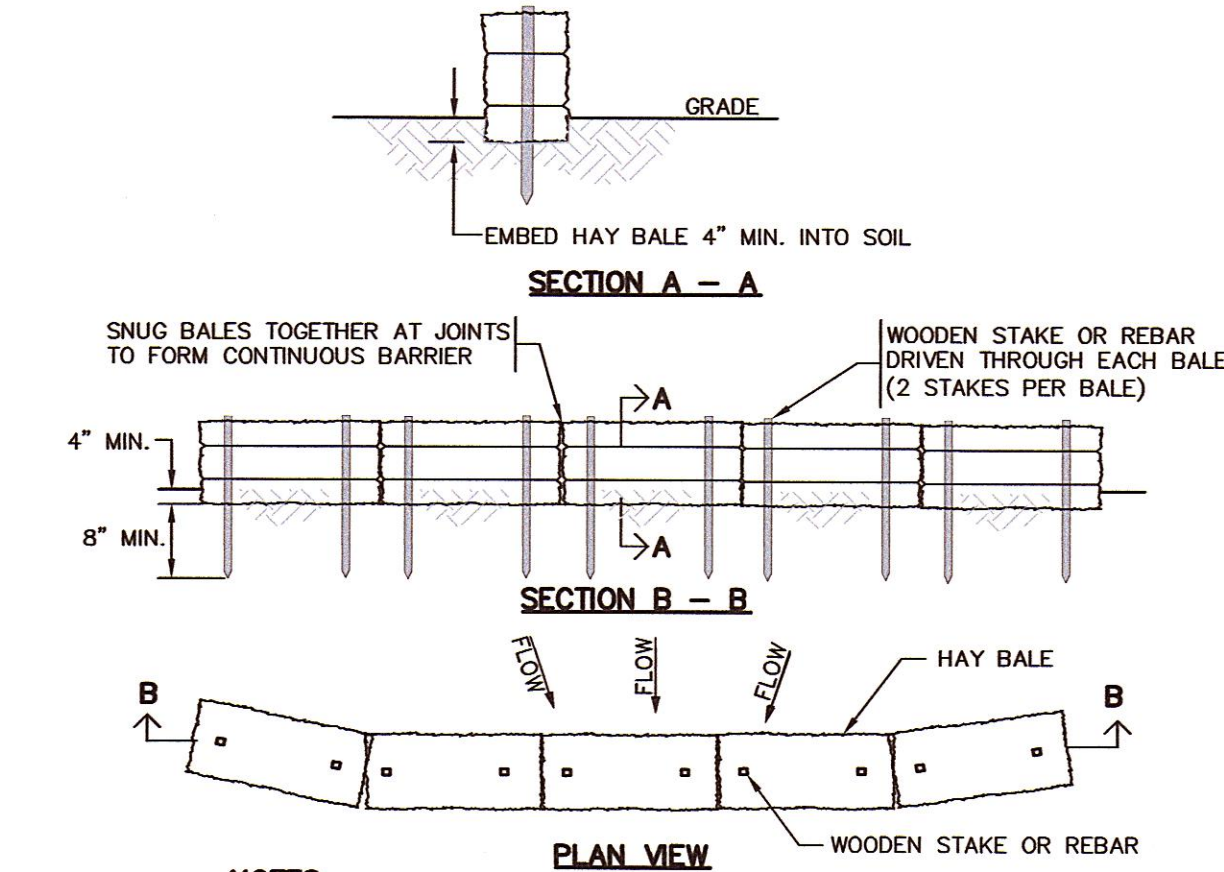 GRADE
EMBED HAY BALE 4" MIN. INTO SOIL
SECTION A - A
SNUG BALES TOGETHER AT JOINTS
TO FORM CONTINUOUS BARRIER
WOODEN STAKE OR REBAR
DRIVEN THROUGH EACH BALE
(2 STAKES PER BALE)
A
4" MIN.
8" MIN.
A
SECTION B - B
FLOW
FLOW
FLOW
HAY BALE
B
B
WOODEN STAKE OR REBAR
PLAN VIEW